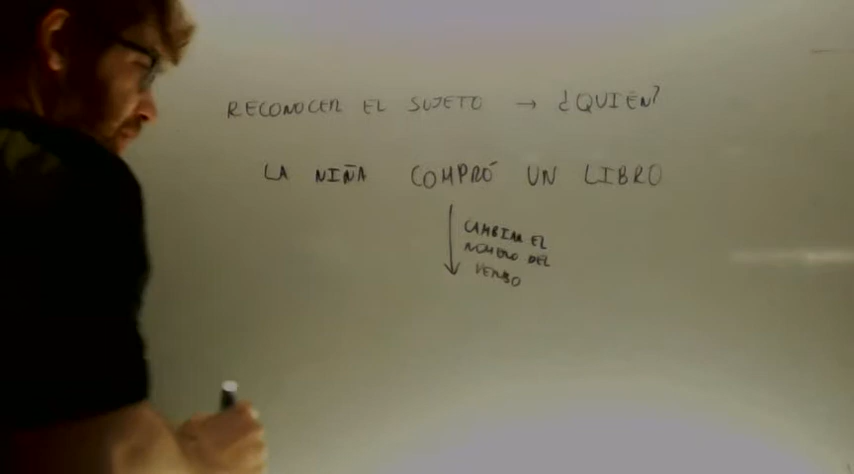 RECONOCER EL SUJETO → ¿QUIÉN?
LA NIÑA COMPRÓ UN LIBRO
CAMBIAR EL
NÚMERO DEL
VERBO